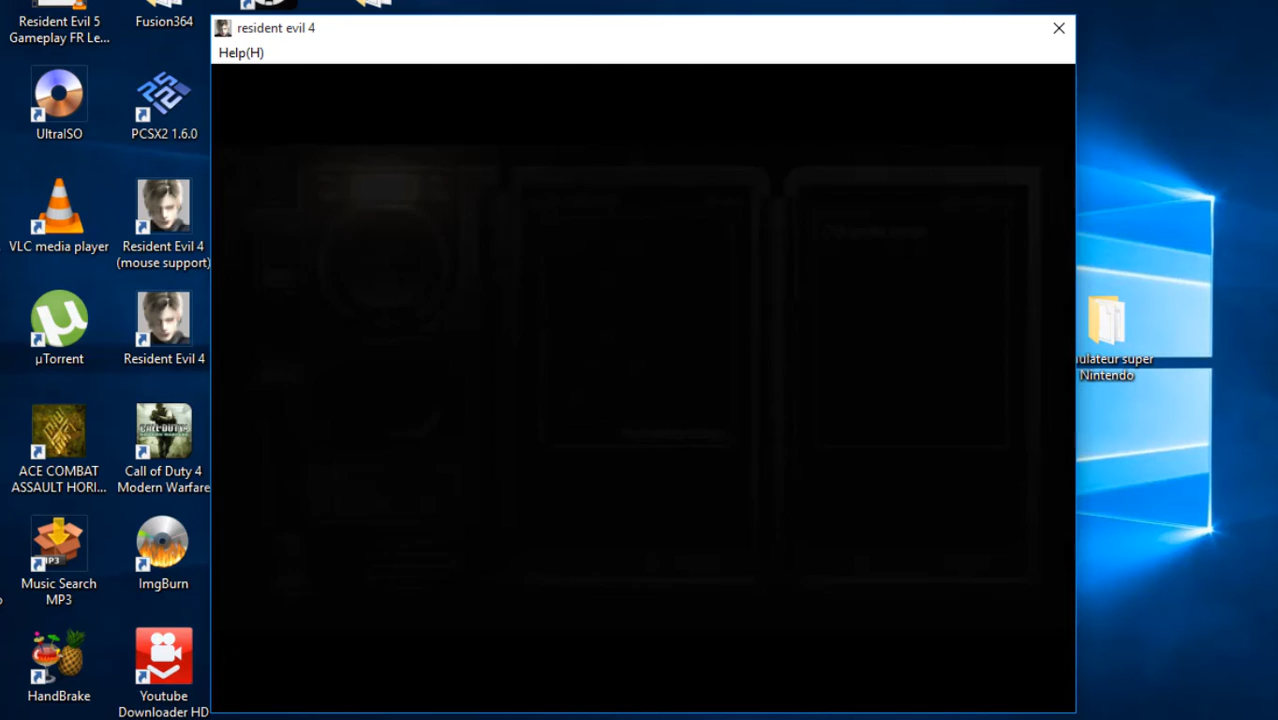 Resident Evil 5
Gameplay FR Le...
Fusion364
resident evil 4
Help(H)
UltraISO
PCSX2 1.6.0
VLC media player
Resident Evil 4
(mouse support)
µTorrent
Resident Evil 4
ulateur super
Nintendo
ACE COMBAT
ASSAULT HORI...
Call of Duty 4
Modern Warfare
MP3
Music Search
MP3
ImgBurn
HandBrake
Youtube
Downloader HD